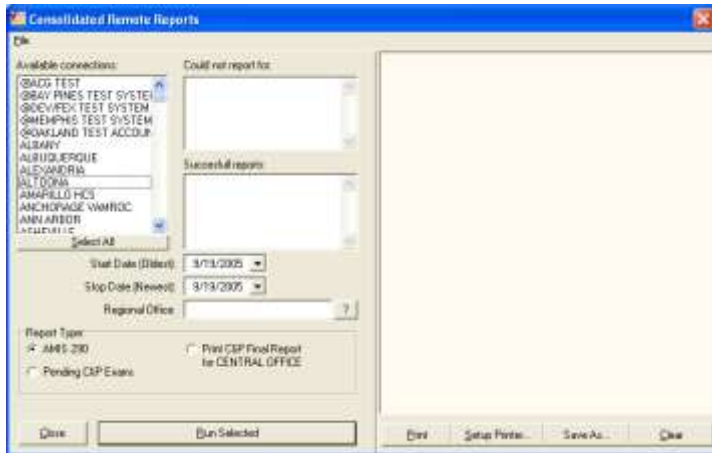 Consolidated Remote Reports
File
Available connections:
@ACG TEST
@BAY PINES TEST SYSTEM
@DEV/FEX TEST SYSTEM
@MEMPHIS TEST SYSTEM
@OAKLAND TEST ACCOUN
ALBANY
ALBUQUERQUE
ALEXANDRIA
ALTOONA
AMARILLO HCS
ANCHORAGE VAMROC
ANN ARBOR
ASHEVILLE
Select All
Could not report for:
Successful reports:
Start Date (Oldest)
9/19/2005
Stop Date (Newest)
9/19/2005
Regional Office
?
Report Type:
AMIS 290
Print C&P Final Report
for CENTRAL OFFICE
Pending C&P Exams
Close
Run Selected
Print
Setup Printer...
Save As...
Clear